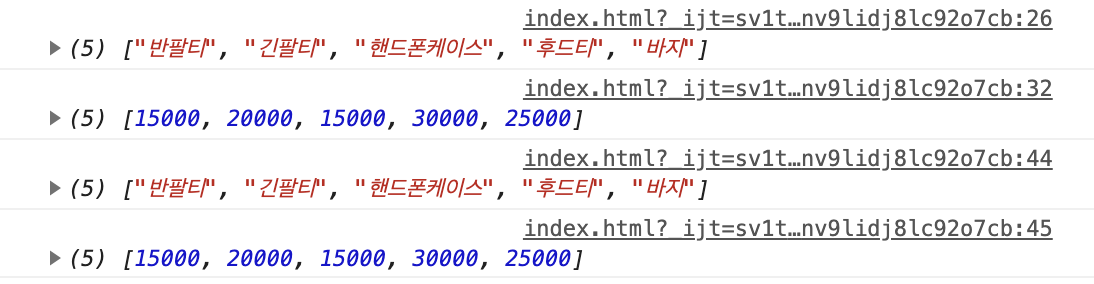 index.html?_ijt=sv1t…nv9lidj8lc92o7cb:26
(5) ["반팔티", "긴팔티", "핸드폰케이스", "후드티", "바지"]
index.html?_ijt=sv1t…nv9lidj8lc92o7cb:32
(5) [15000, 20000, 15000, 30000, 25000]
index.html?_ijt=sv1t…nv9lidj8lc92o7cb:44
(5) ["반팔티", "긴팔티", "핸드폰케이스", "후드티", "바지"]
index.html?_ijt=sv1t…nv9lidj8lc92o7cb:45
(5) [15000, 20000, 15000, 30000, 25000]